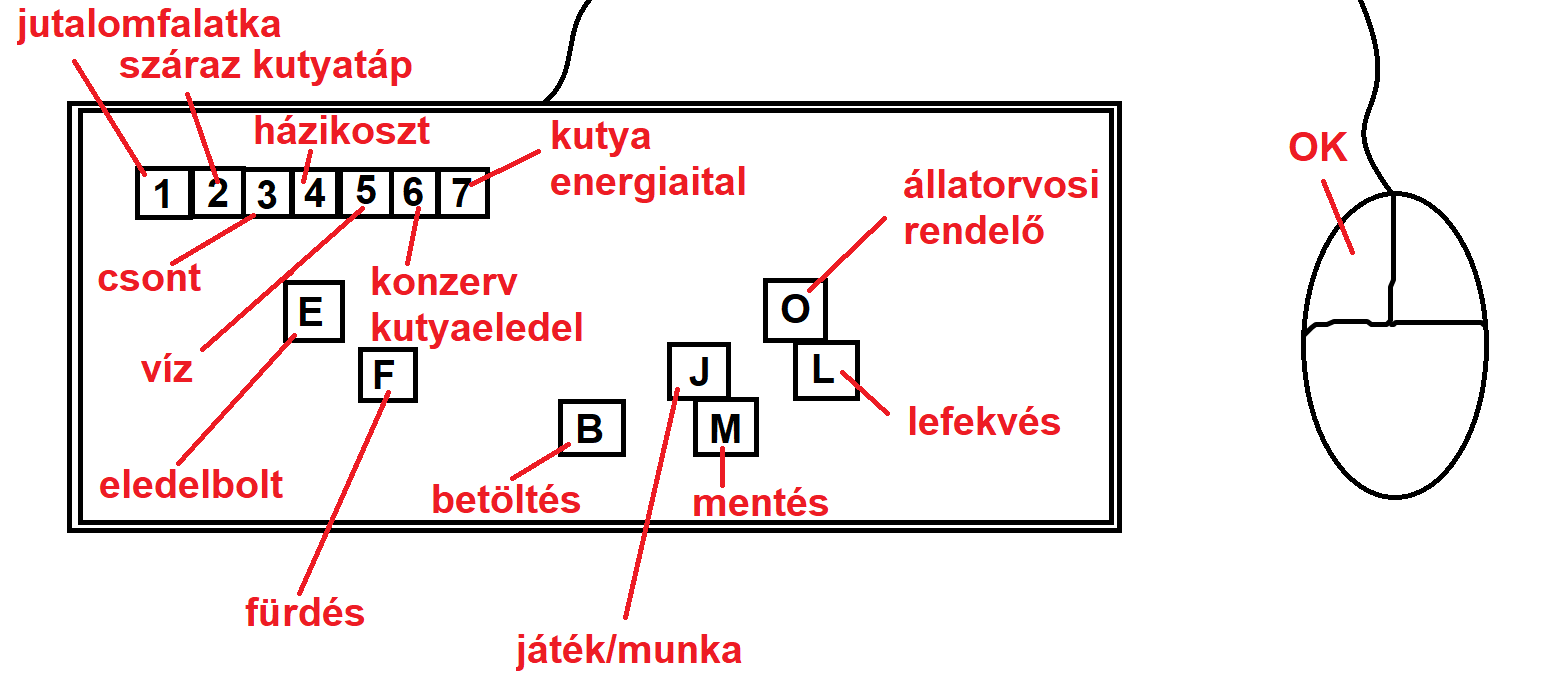 jutalomfalatka
száraz kutyatáp
házikoszt
kutya
energiaital
OK
állatorvosi
rendelő
1 2 3 4 5 6 7
csont
konzerv
kutyaeledel
E
O
víz
F
J
L
lefekvés
B
M
eledelbolt
betöltés
mentés
fürdés
játék/munka